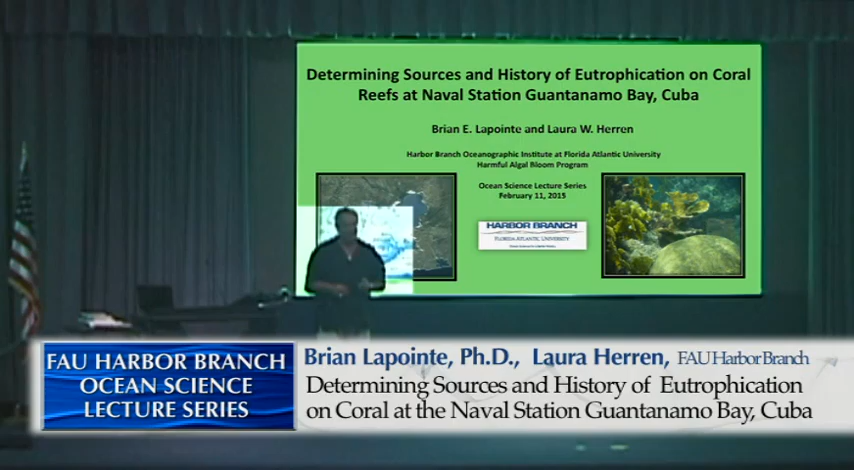 Determining Sources and History of Eutrophication on Coral
Reefs at Naval Station Guantanamo Bay, Cuba
Brian E. Lapointe and Laura W. Herren
Harbor Branch Oceanographic Institute at Florida Atlantic University
Harmful Algal Bloom Program
Ocean Science Lecture Series
February 11, 2015
HARBOR BRANCH
FLORIDA ATLANTIC UNIVERSITY
FAU HARBOR BRANCH
OCEAN SCIENCE
LECTURE SERIES
Brian Lapointe, Ph.D., Laura Herren, FAU Harbor Branch
Determining Sources and History of Eutrophication
on Coral at the Naval Station Guantanamo Bay, Cuba